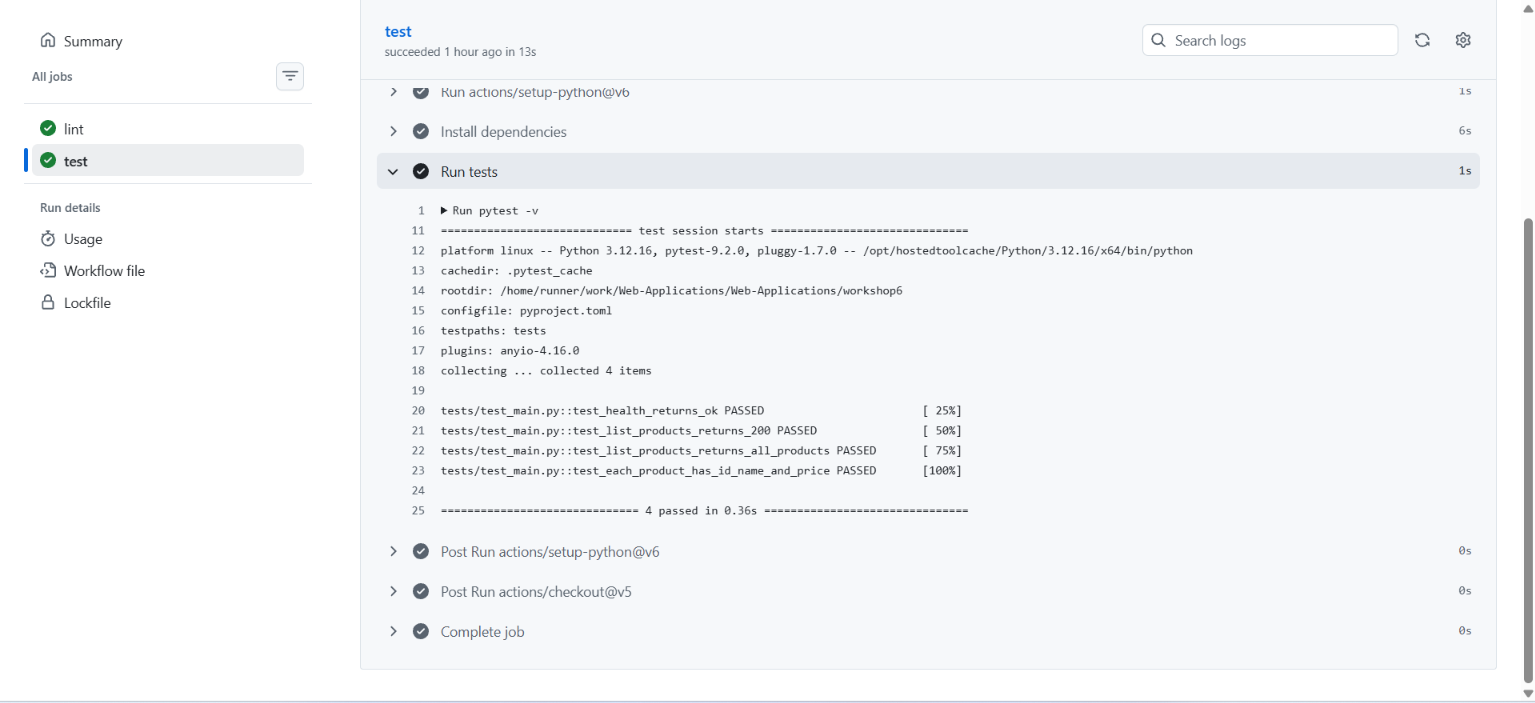 Summary
All jobs
lint
test
Run details
Usage
Workflow file
Lockfile
test
succeeded 1 hour ago in 13s
Search logs
Run actions/setup-python@v6 1s
Install dependencies 6s
Run tests 1s
1 Run pytest -v
11 ============================= test session starts ==============================
12 platform linux -- Python 3.12.16, pytest-9.2.0, pluggy-1.7.0 -- /opt/hostedtoolcache/Python/3.12.16/x64/bin/python
13 cachedir: .pytest_cache
14 rootdir: /home/runner/work/Web-Applications/Web-Applications/workshop6
15 configfile: pyproject.toml
16 testpaths: tests
17 plugins: anyio-4.16.0
18 collecting ... collected 4 items
19
20 tests/test_main.py::test_health_returns_ok PASSED [ 25%]
21 tests/test_main.py::test_list_products_returns_200 PASSED [ 50%]
22 tests/test_main.py::test_list_products_returns_all_products PASSED [ 75%]
23 tests/test_main.py::test_each_product_has_id_name_and_price PASSED [100%]
24
25 ============================== 4 passed in 0.36s ===============================
Post Run actions/setup-python@v6 0s
Post Run actions/checkout@v5 0s
Complete job 0s